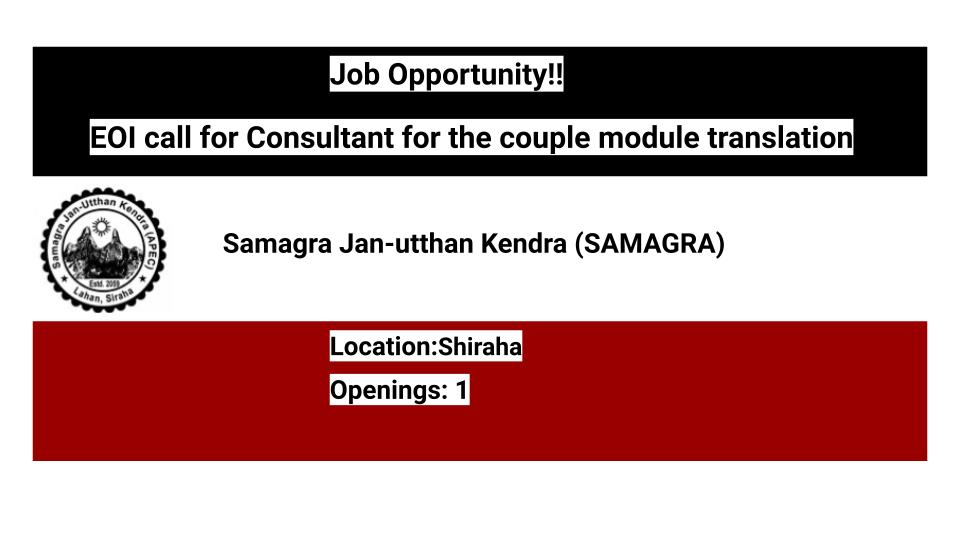 Job Opportunity!!
EOI call for Consultant for the couple module translation
Samagra Jan-Utthan Kendra (APEC)
Estd. 2059
Lahan, Siraha
Samagra Jan-utthan Kendra (SAMAGRA)
Location:Shiraha
Openings: 1